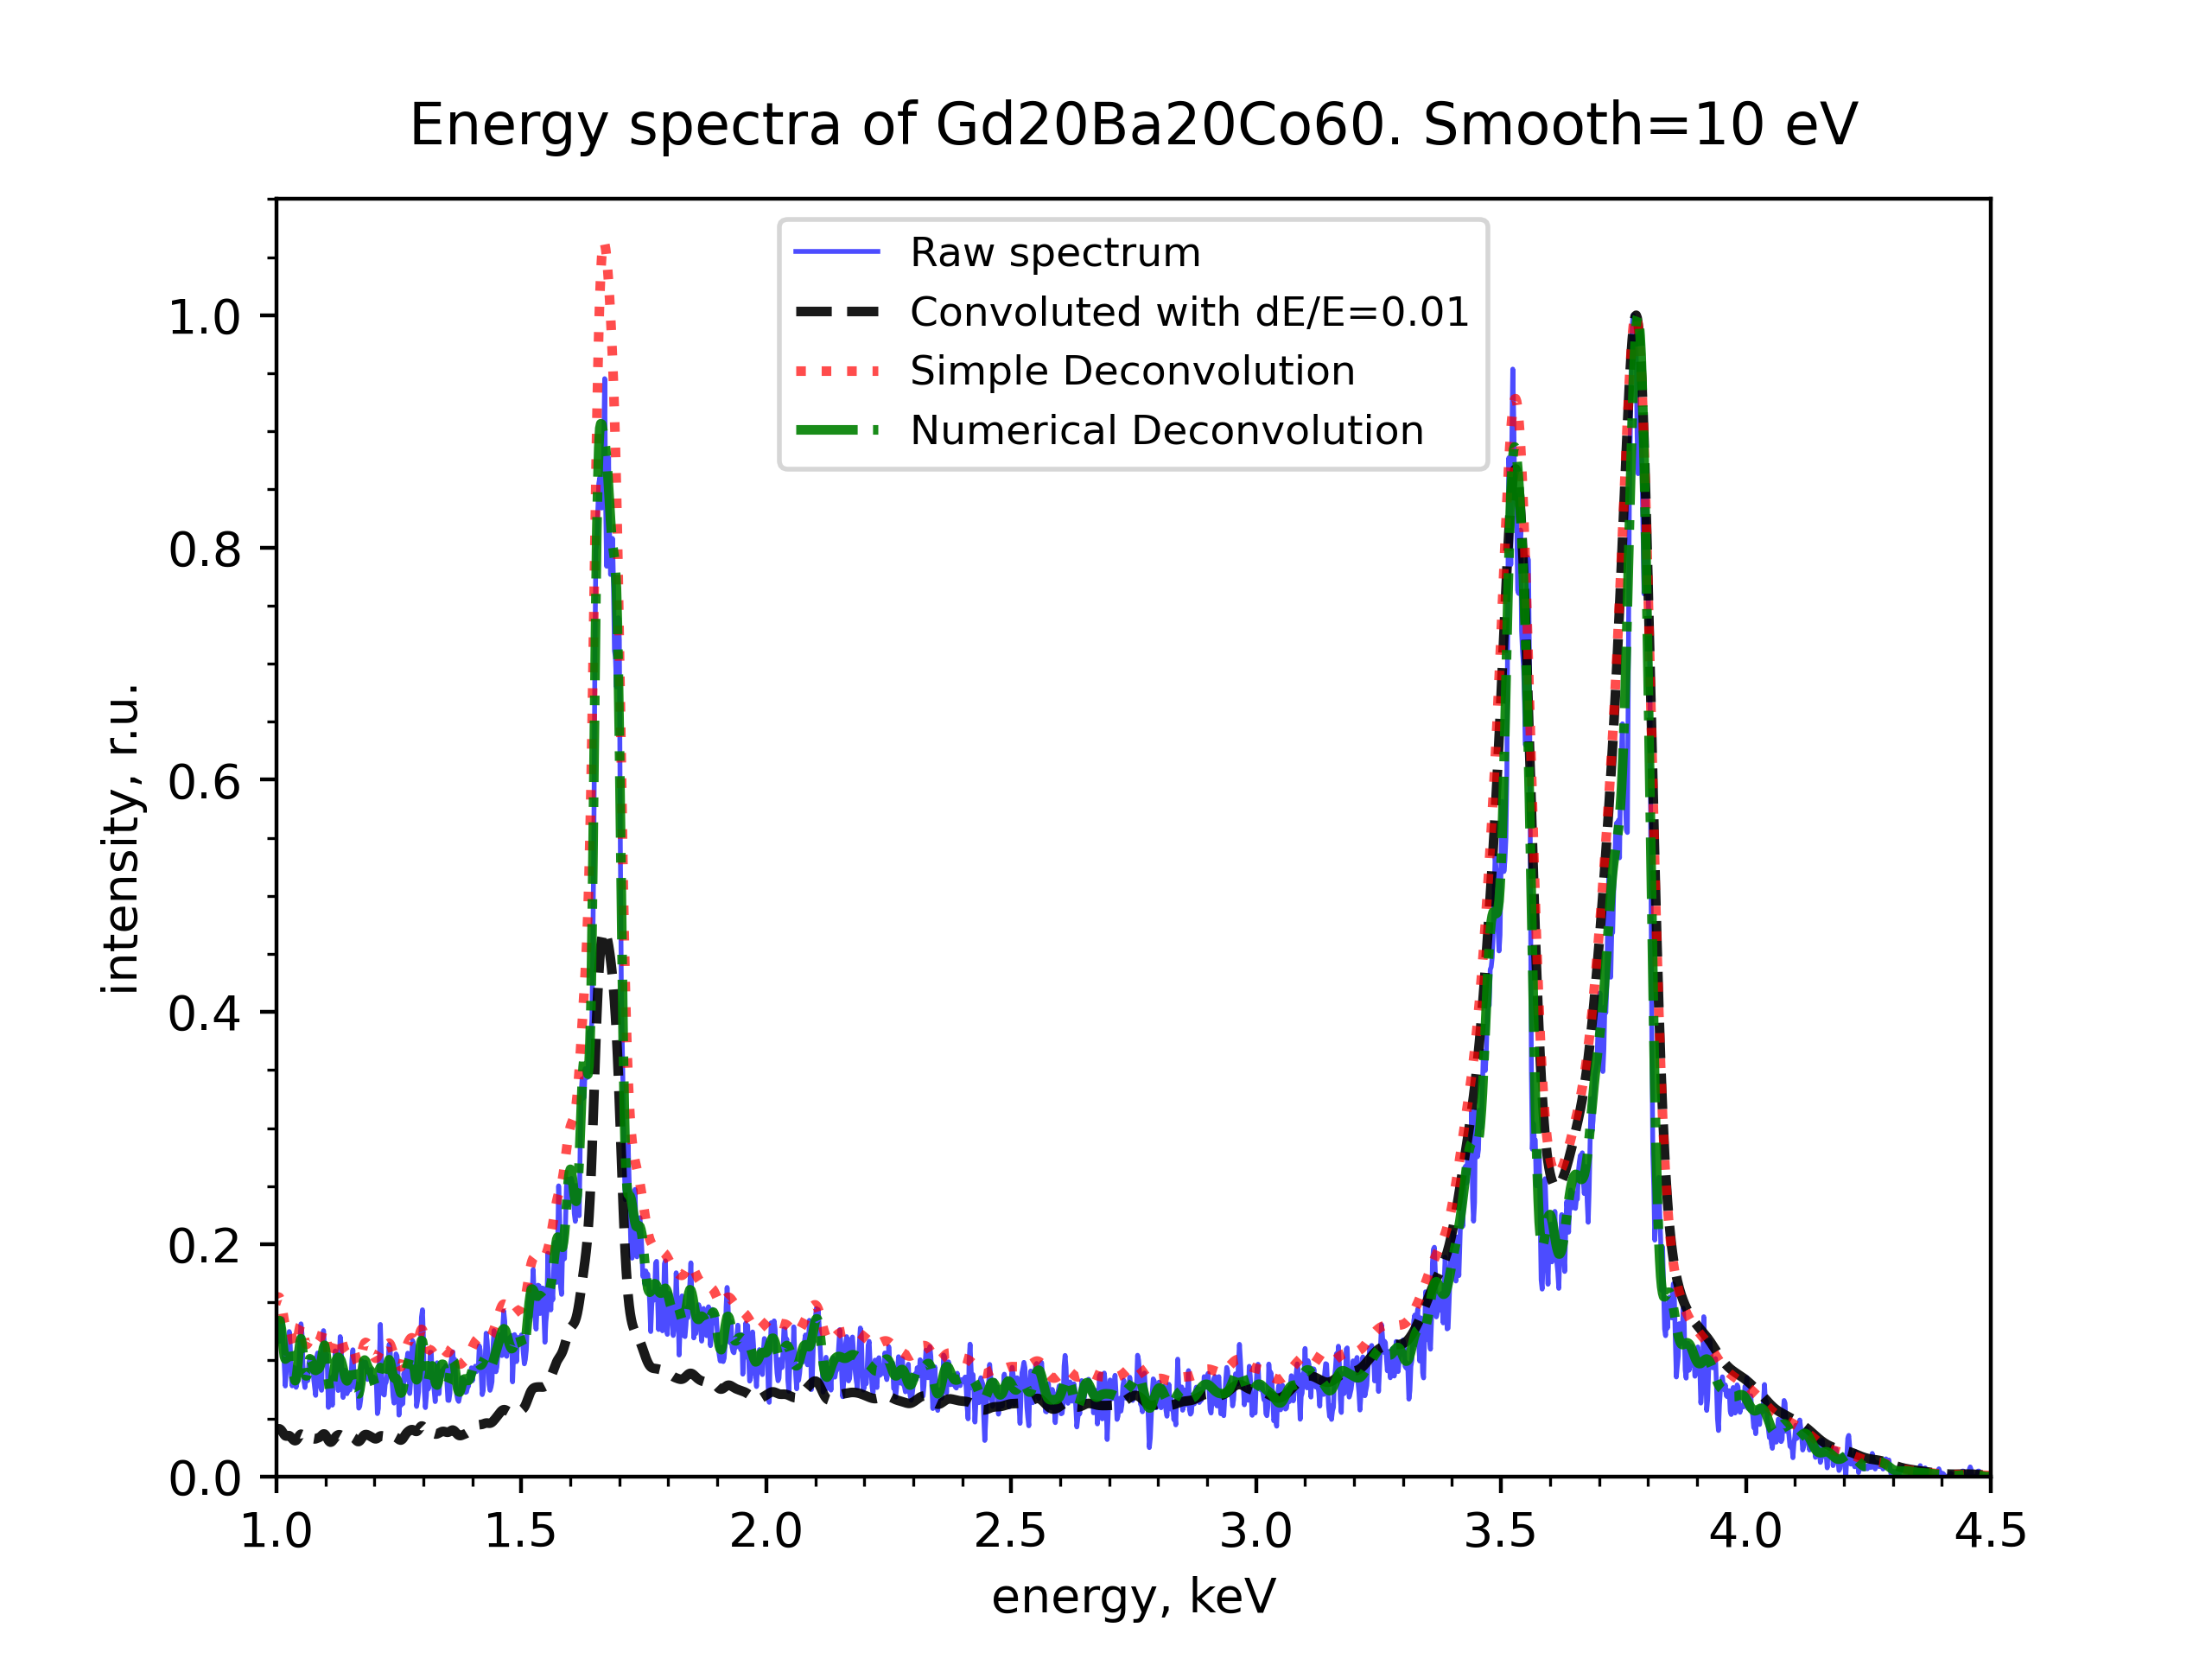 Energy spectra of Gd20Ba20Co60. Smooth=10 eV
Raw spectrum
Convoluted with dE/E=0.01
Simple Deconvolution
Numerical Deconvolution
intensity, r.u.
1.0
0.8
0.6
0.4
0.2
0.0
1.0 1.5 2.0 2.5 3.0 3.5 4.0 4.5
energy, keV